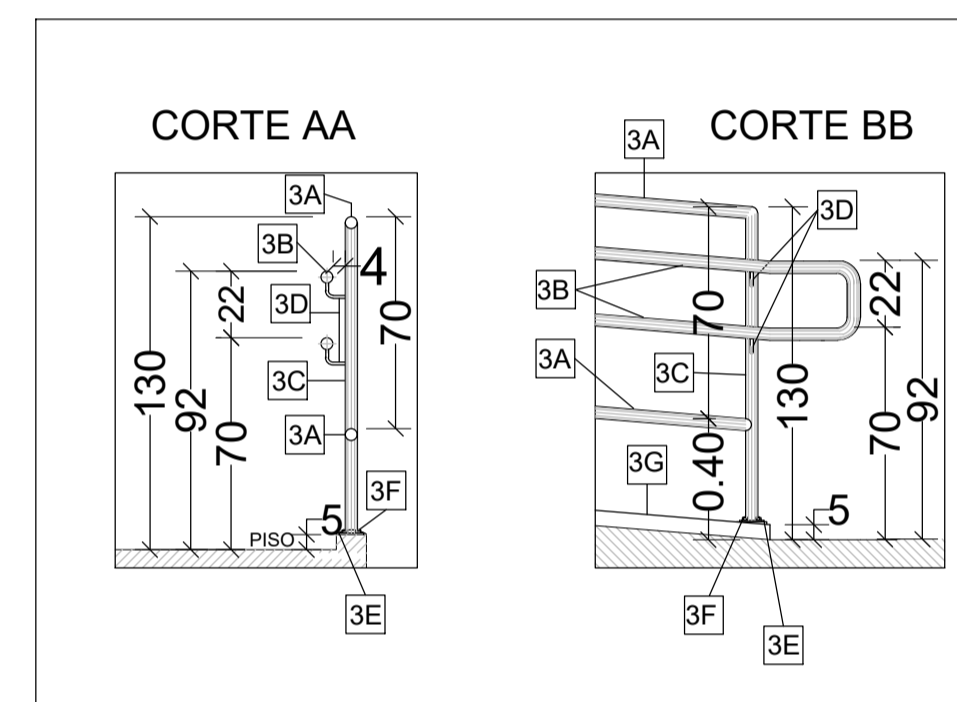 CORTE AA
3A
3B
4
3D
22
70
3C
130
92
70
3A
3F
5
PISO
3E
CORTE BB
3A
3D
3B
70
22
3A
3C
130
92
70
0.40
3G
5
3F
3E